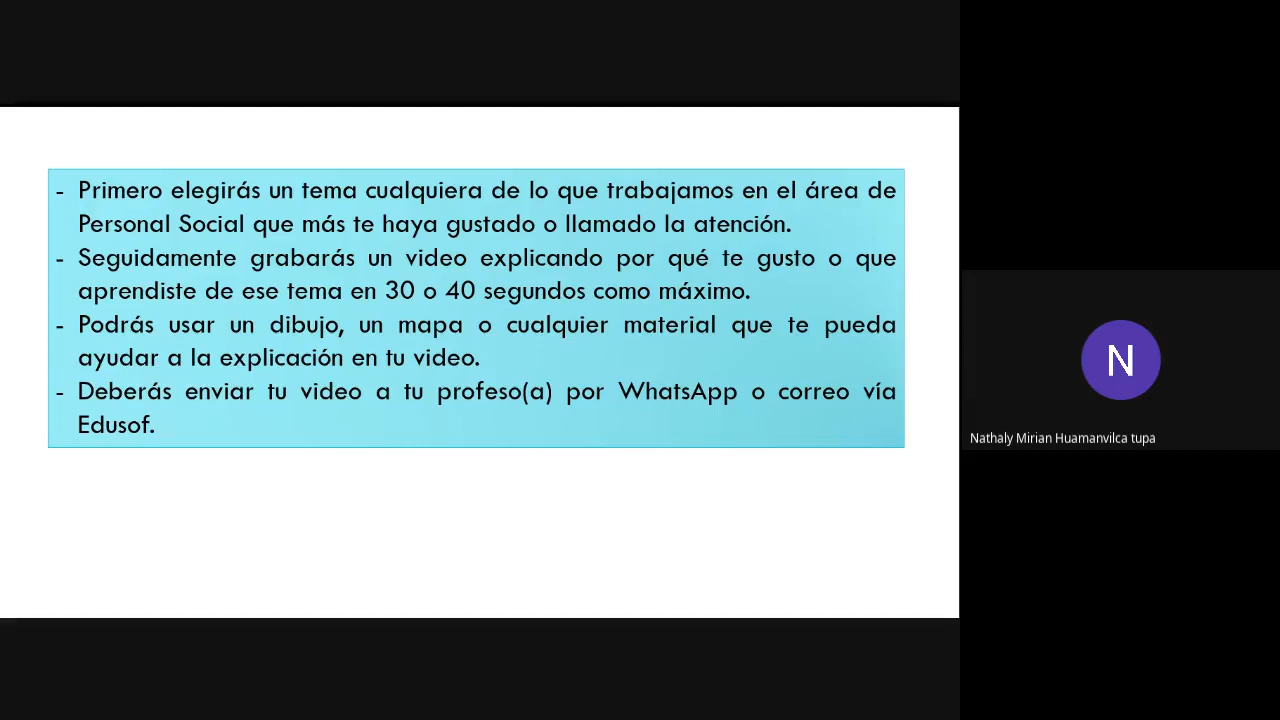 - Primero elegirás un tema cualquiera de lo que trabajamos en el área de
Personal Social que más te haya gustado o llamado la atención.
- Seguidamente grabarás un video explicando por qué te gusto o que
aprendiste de ese tema en 30 o 40 segundos como máximo.
- Podrás usar un dibujo, un mapa o cualquier material que te pueda
ayudar a la explicación en tu video.
- Deberás enviar tu video a tu profeso(a) por WhatsApp o correo vía
Edusof.
N
Nathaly Mirian Huamanvilca tupa